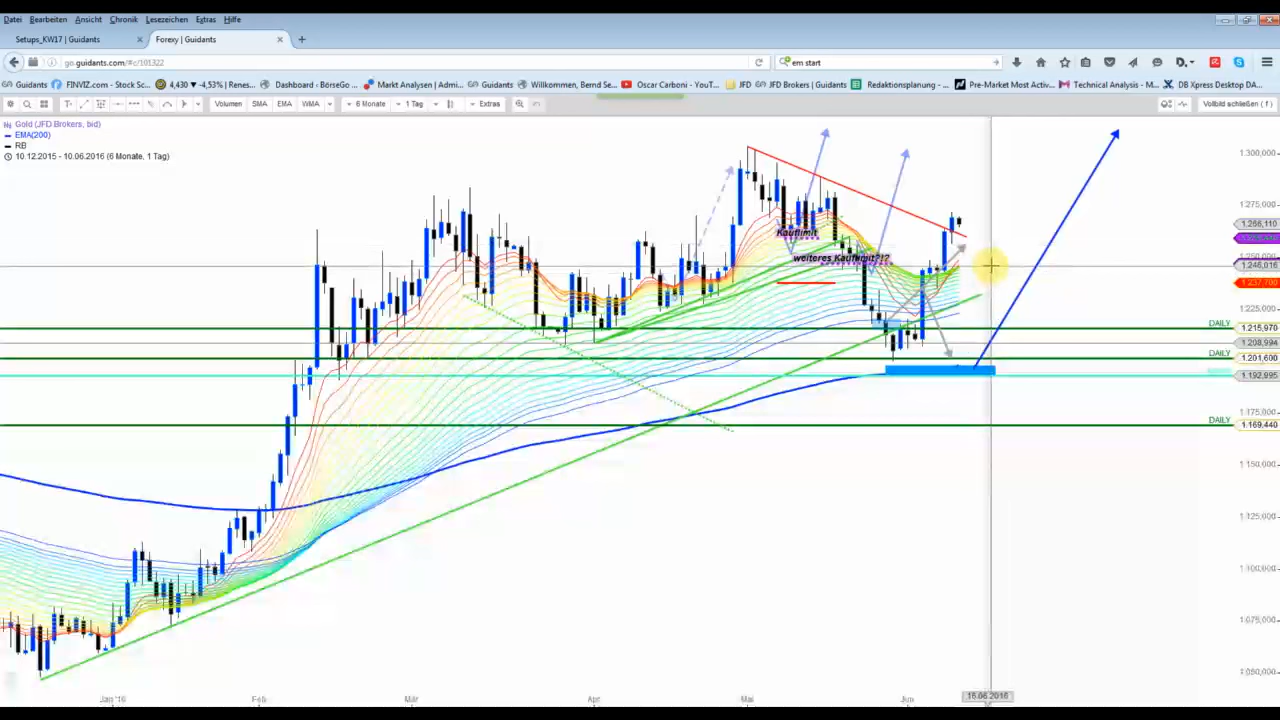 Datei Bearbeiten Ansicht Chronik Lesezeichen Extras Hilfe
Setups_KW17 | Guidants × Forexy | Guidants × +
go.guidants.com/#c/101322 em start
Guidants FINVIZ.com - Stock Sc... 4,430 ▾ -4,53% | Renes... Dashboard ‹ BörseGo ... Markt Analysen ‹ Admi... Guidants Willkommen, Bernd Se... Oscar Carboni - YouTu... JFD JFD Brokers | Guidants Redaktionsplanung - ... Pre-Market Most Activ... Technical Analysis - M... DB Xpress Desktop DA...
Volumen SMA EMA WMA 6 Monate 1 Tag Extras Vollbild schließen ( f )
Gold (JFD Brokers, bid)
EMA(200)
RB
10.12.2015 - 10.06.2016 (6 Monate, 1 Tag)
1.300,000
1.275,000
1.266,110
Kauflimit
weiteres Kauflimit?!?
1.246,016
1.237,700
1.225,000
DAILY
1.215,970
1.208,994
DAILY
1.201,600
1.192,995
1.175,000
DAILY
1.169,440
1.150,000
1.125,000
1.100,000
1.075,000
1.050,000
Jan '16 Feb Mär Apr Mai Jun 16.06.2016